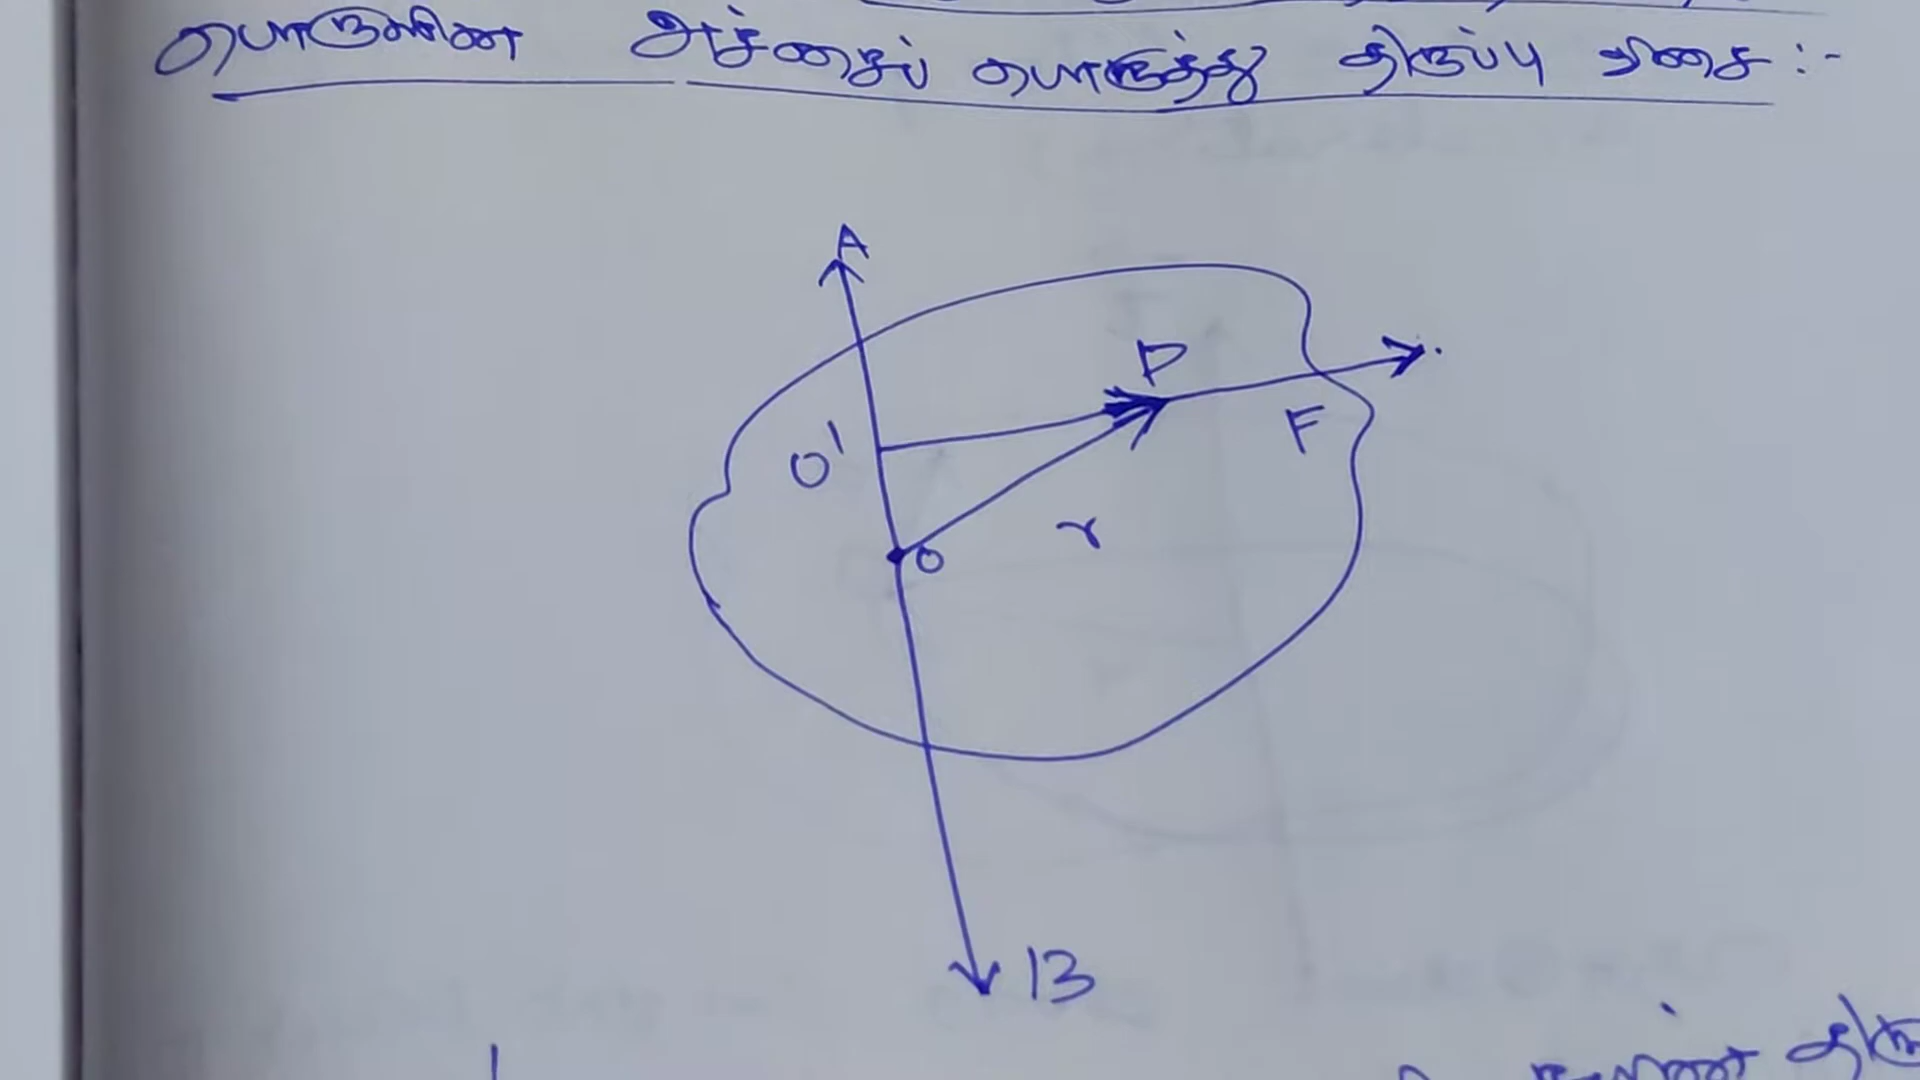 பொருளின் அச்சைப் பொருத்து திருப்பு விசை :-
A
P
F
O'
r
O
B